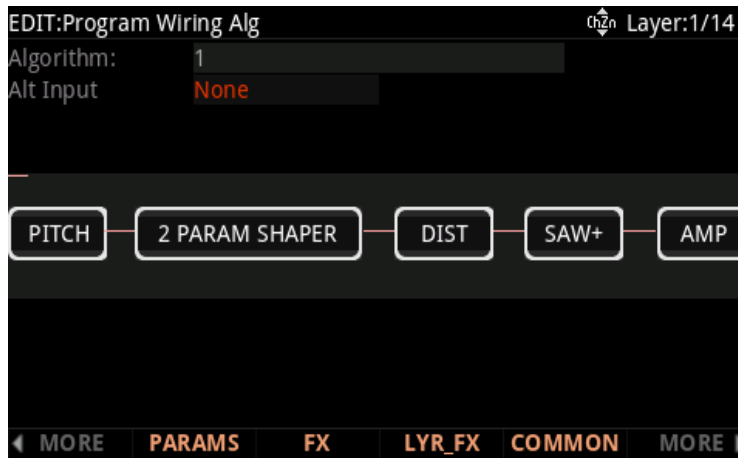 EDIT:Program Wiring Alg ChZn Layer:1/14
Algorithm: 1
Alt Input None
PITCH 2 PARAM SHAPER DIST SAW+ AMP
MORE PARAMS FX LYR_FX COMMON MORE